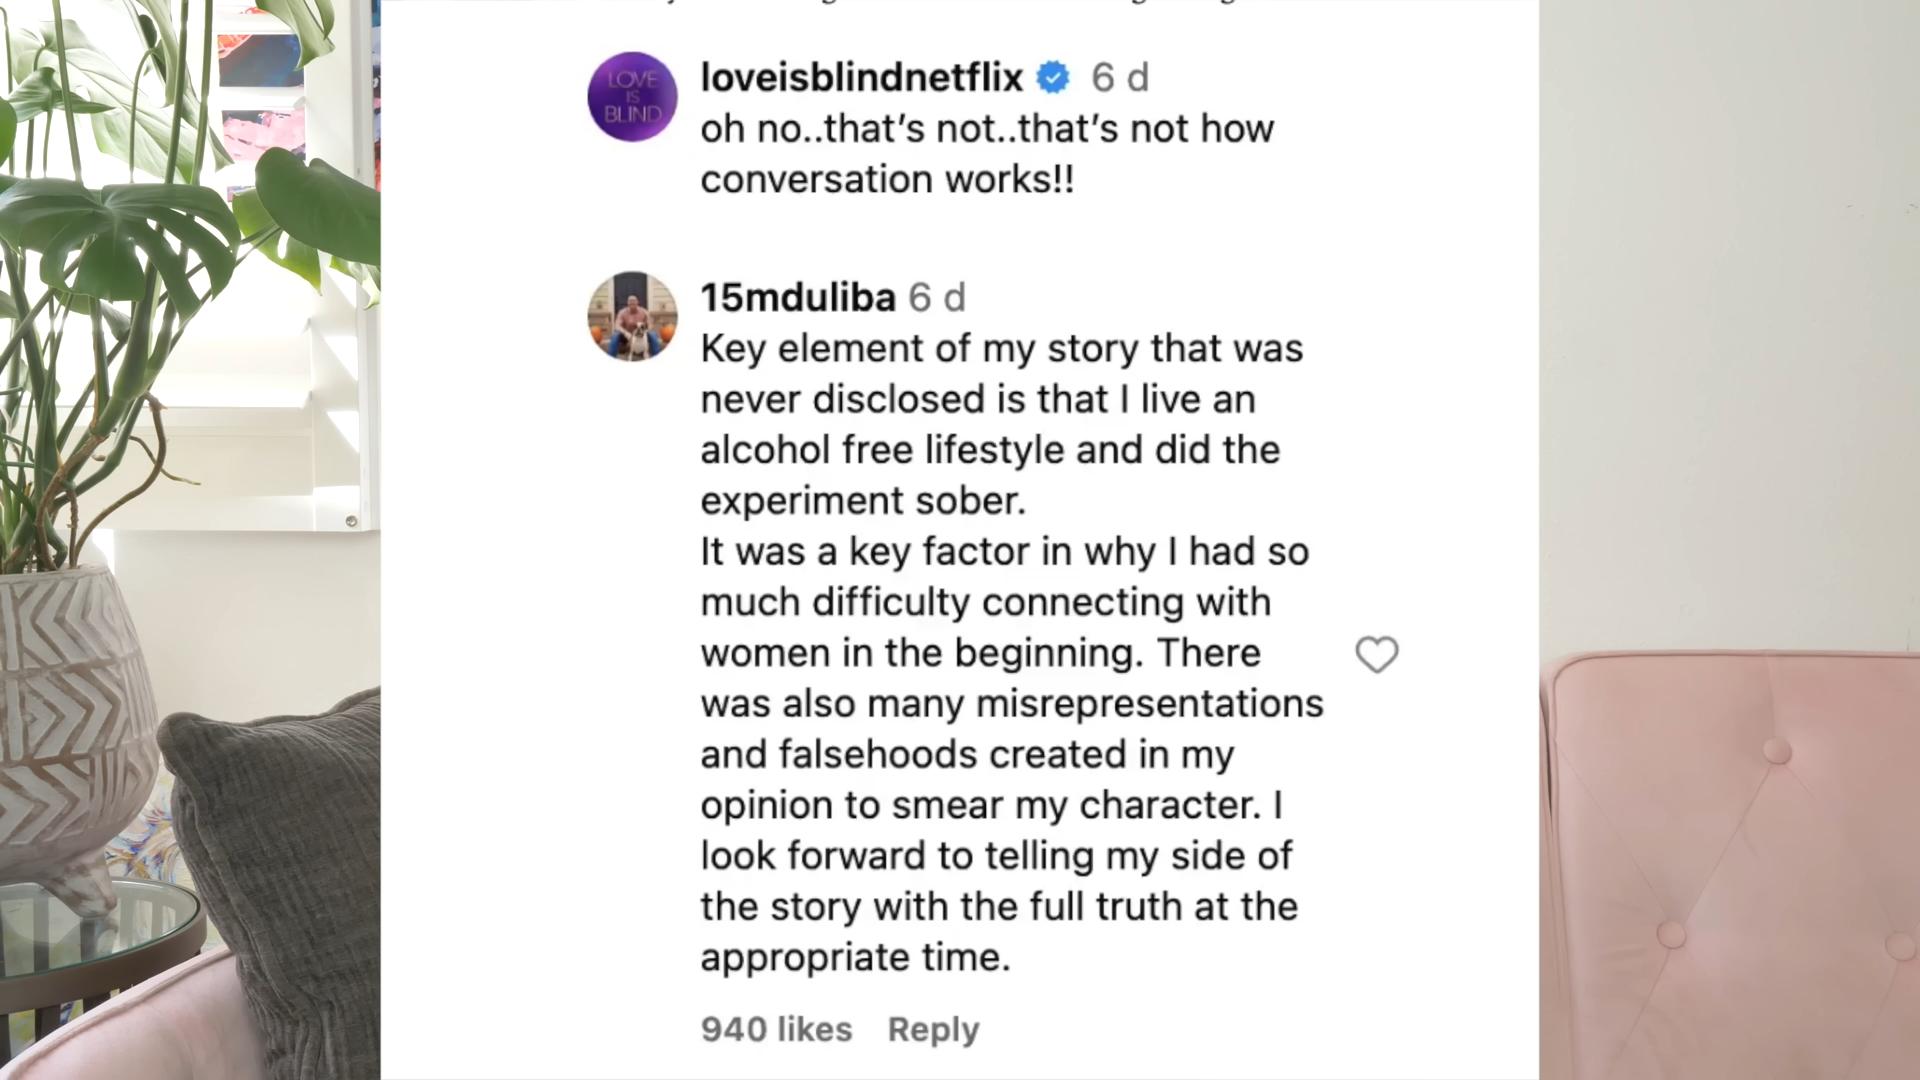 loveisblindnetflix 6 d
LOVE
IS
BLIND
oh no..that's not..that's not how
conversation works!!
15mduliba 6 d
Key element of my story that was
never disclosed is that I live an
alcohol free lifestyle and did the
experiment sober.
It was a key factor in why I had so
much difficulty connecting with
women in the beginning. There
was also many misrepresentations
and falsehoods created in my
opinion to smear my character. I
look forward to telling my side of
the story with the full truth at the
appropriate time.
940 likes Reply